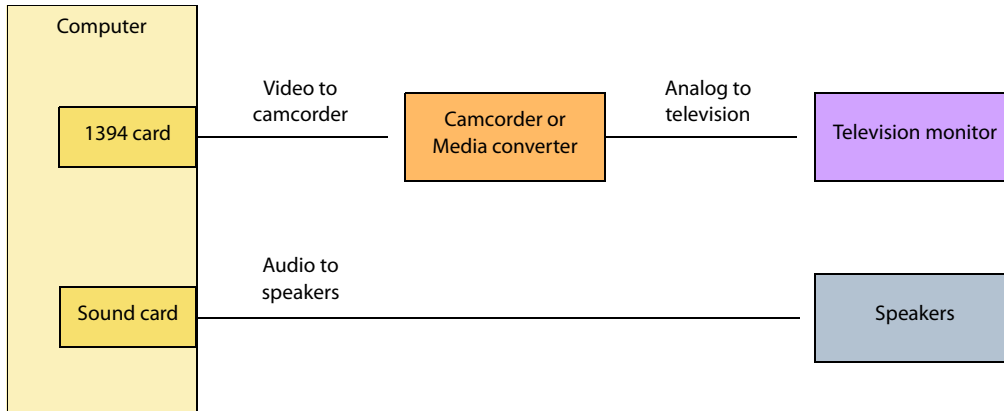 Computer
Video to
camcorder
Analog to
television
1394 card
Camcorder or
Media converter
Television monitor
Audio to
speakers
Sound card
Speakers